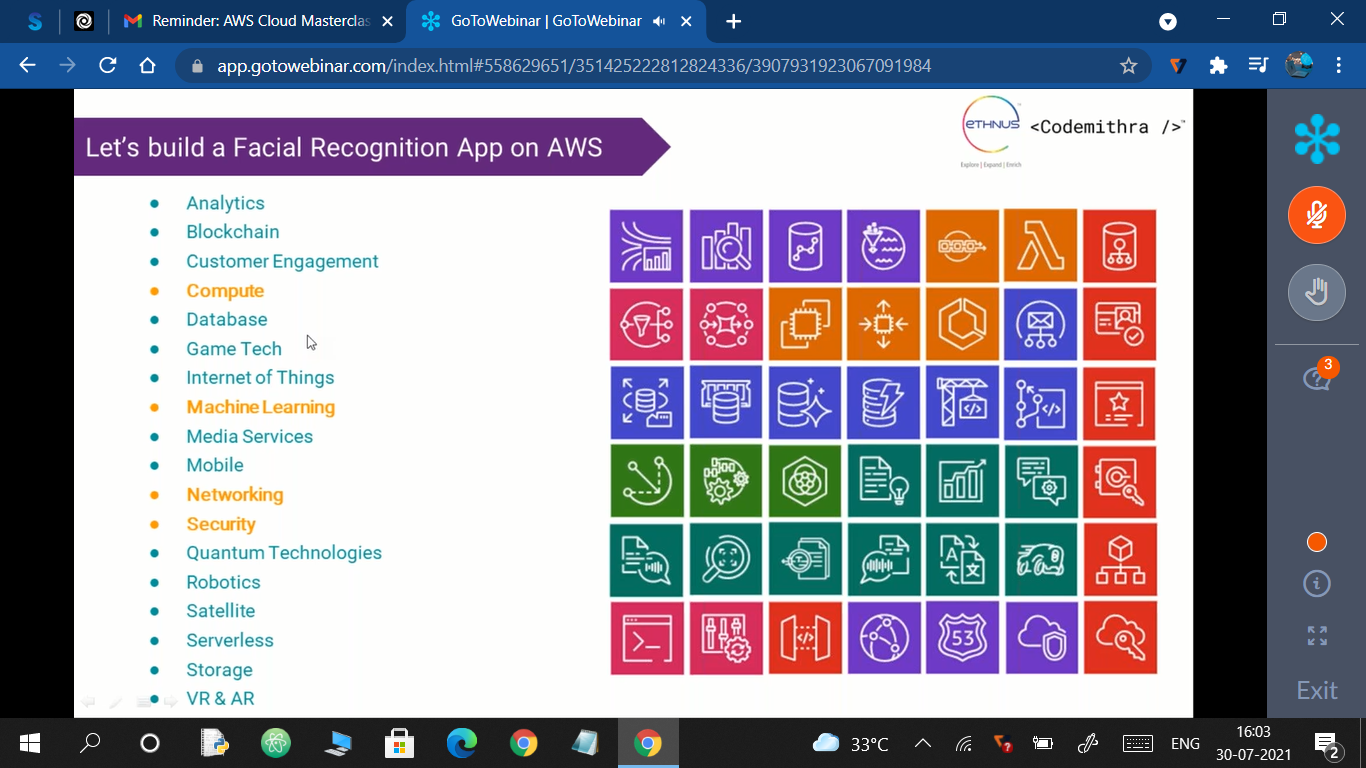 Reminder: AWS Cloud Masterclas
GoToWebinar | GoToWebinar
app.gotowebinar.com/index.html#558629651/351425222812824336/3907931923067091984
Let's build a Facial Recognition App on AWS
eTHNUS
Explore | Expand | Enrich
<Codemithra />™
Analytics
Blockchain
Customer Engagement
Compute
Database
Game Tech
Internet of Things
Machine Learning
Media Services
Mobile
Networking
Security
Quantum Technologies
Robotics
Satellite
Serverless
Storage
VR & AR
53
3
Exit
33°C
ENG
16:03
30-07-2021
2